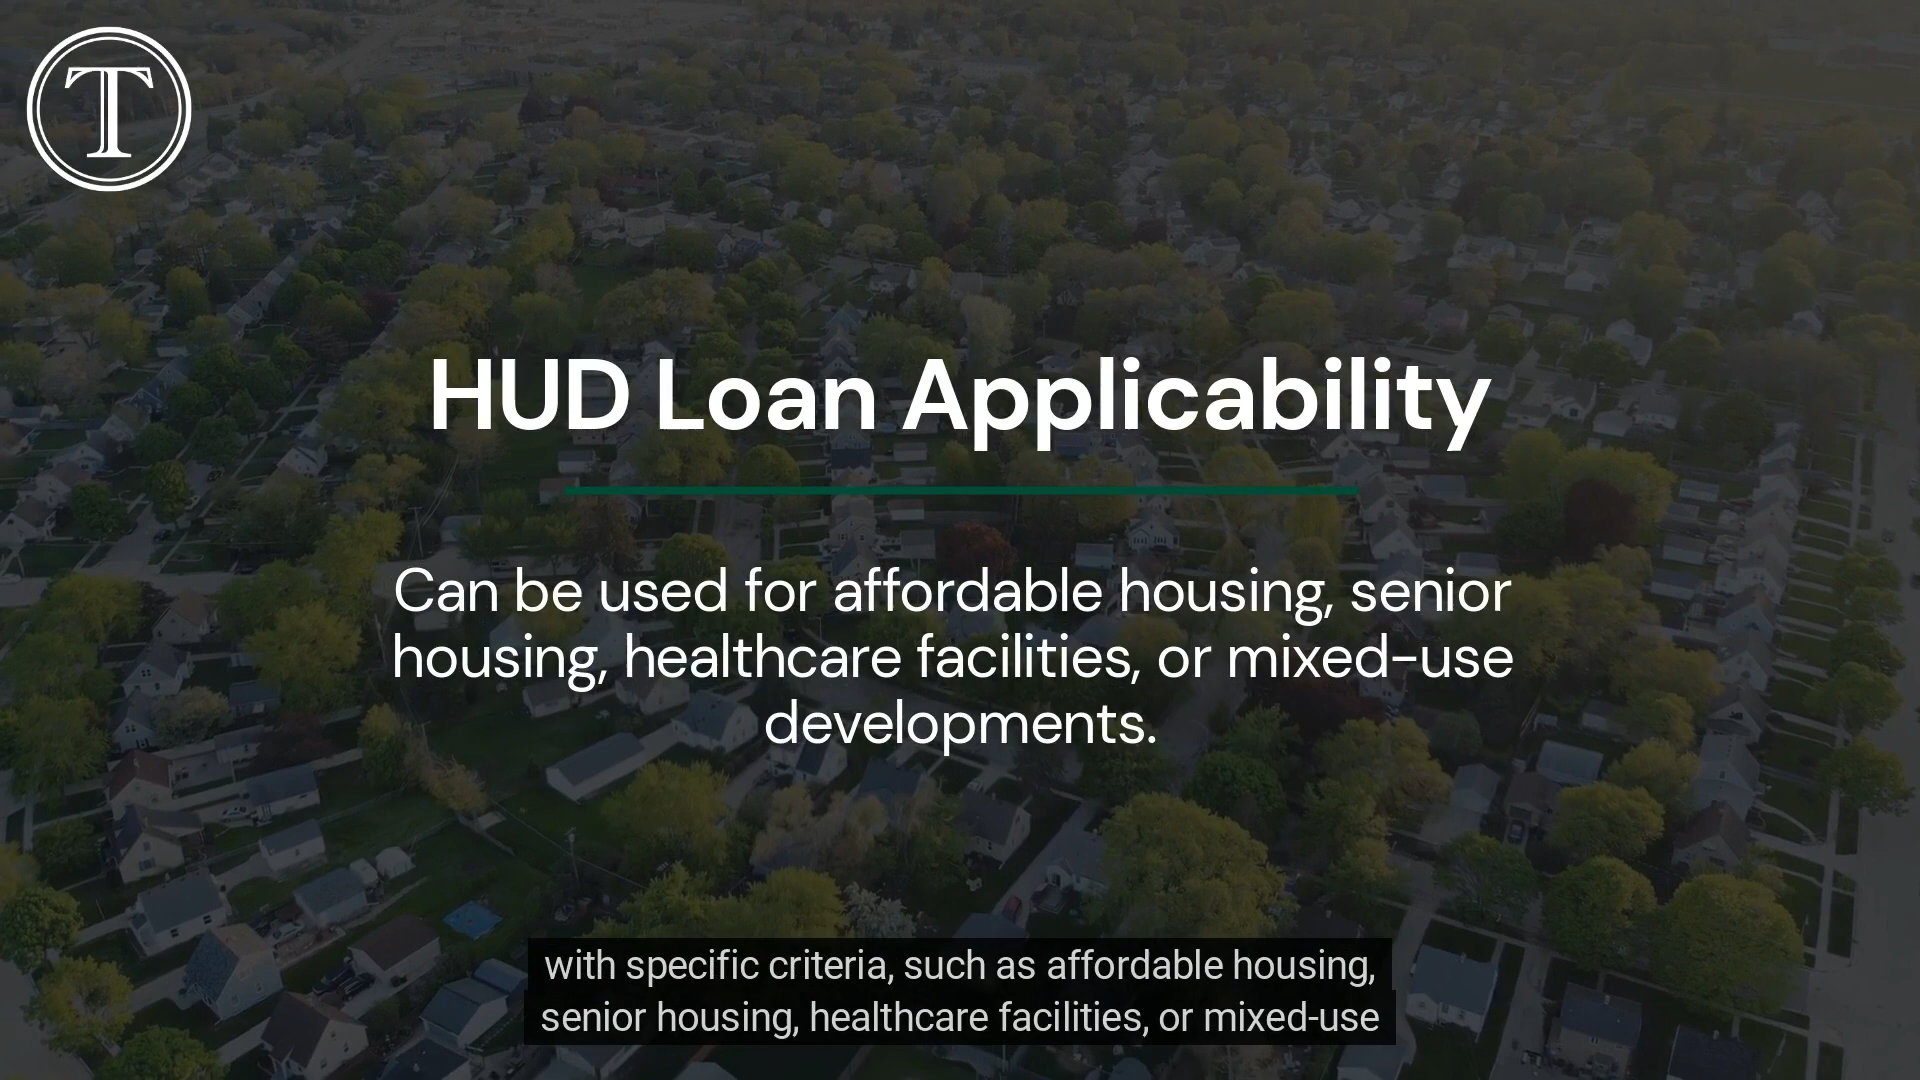 T
HUD Loan Applicability
Can be used for affordable housing, senior
housing, healthcare facilities, or mixed-use
developments.
with specific criteria, such as affordable housing,
senior housing, healthcare facilities, or mixed-use